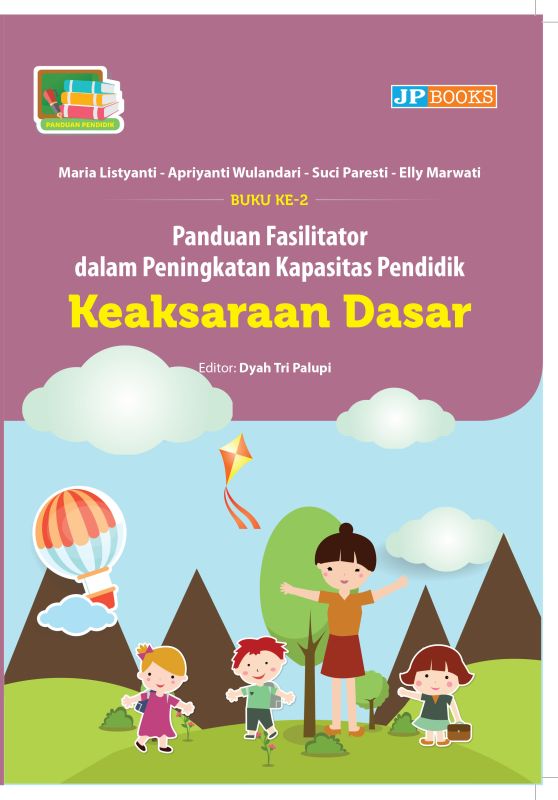 PANDUAN PENDIDIK
JP BOOKS
Maria Listyanti - Apriyanti Wulandari - Suci Paresti - Elly Marwati
BUKU KE-2
Panduan Fasilitator
dalam Peningkatan Kapasitas Pendidik
Keaksaraan Dasar
Editor: Dyah Tri Palupi